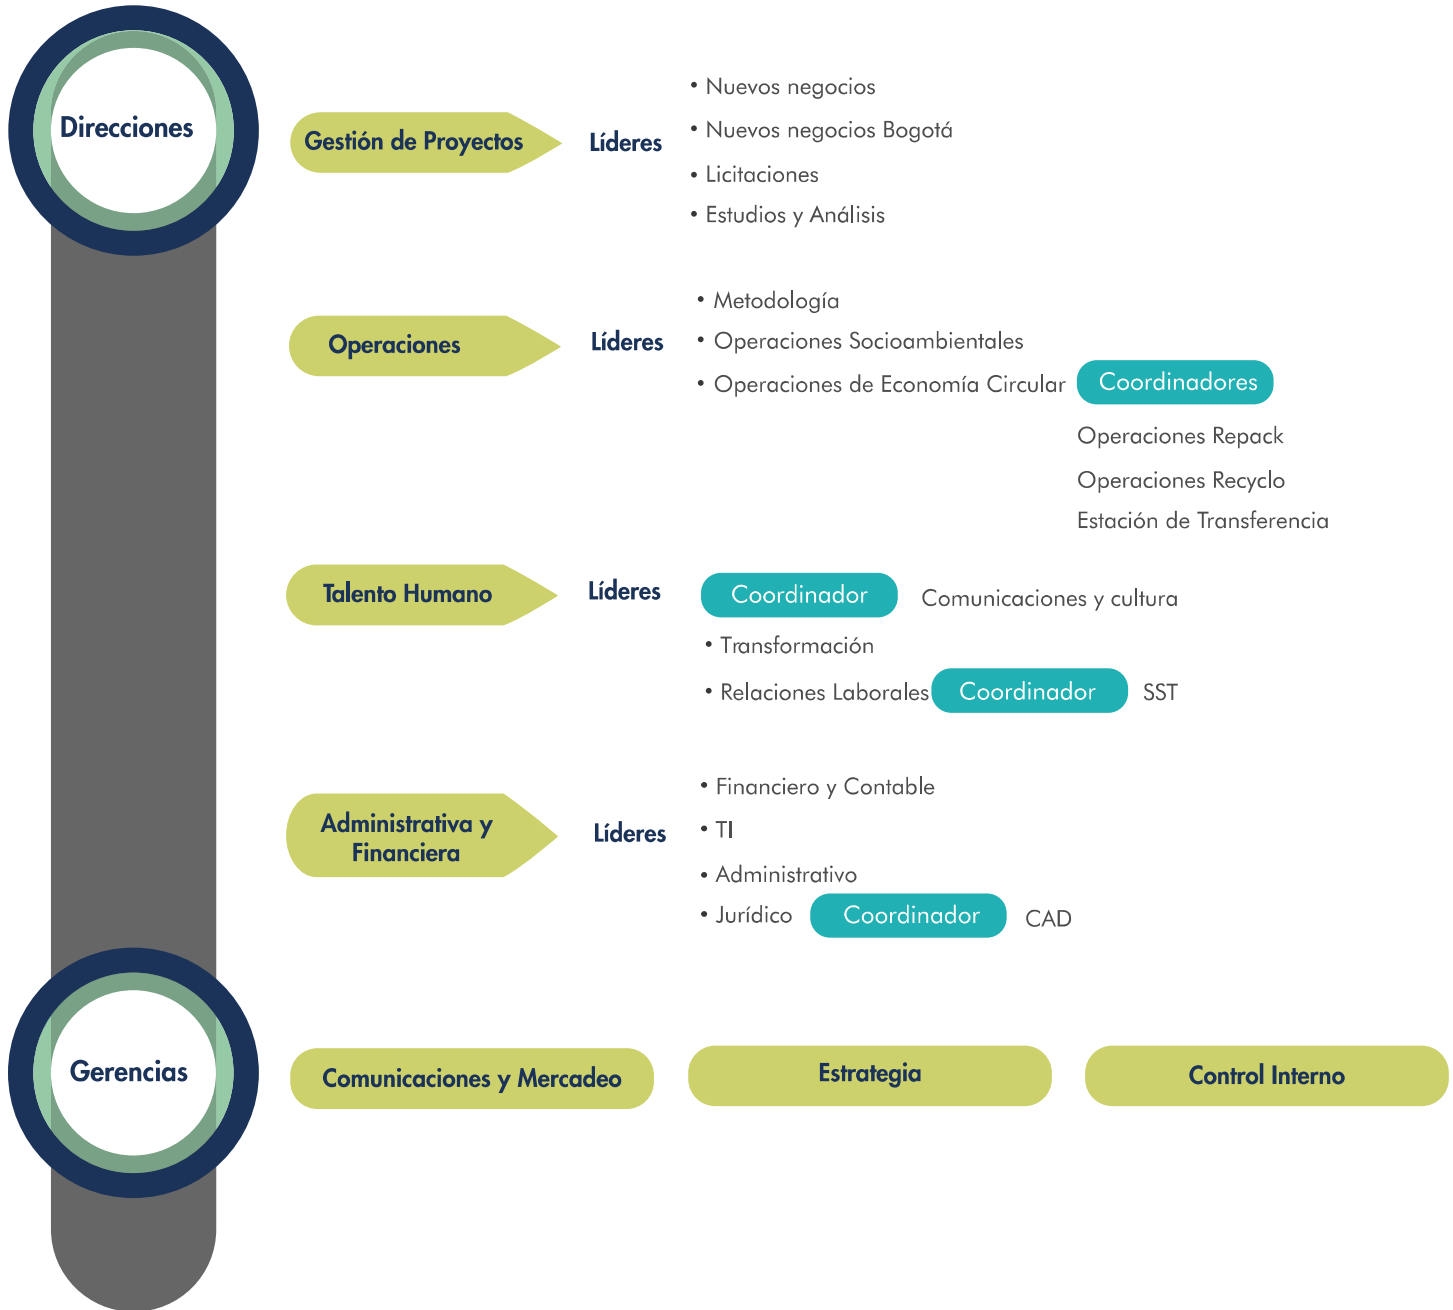 Direcciones
Gestión de Proyectos
Líderes
• Nuevos negocios
• Nuevos negocios Bogotá
• Licitaciones
• Estudios y Análisis
Operaciones
Líderes
• Metodología
• Operaciones Socioambientales
• Operaciones de Economía Circular
Coordinadores
Operaciones Repack
Operaciones Recyclo
Estación de Transferencia
Talento Humano
Líderes
Coordinador
Comunicaciones y cultura
• Transformación
• Relaciones Laborales
Coordinador
SST
Administrativa y
Financiera
Líderes
• Financiero y Contable
• TI
• Administrativo
• Jurídico
Coordinador
CAD
Gerencias
Comunicaciones y Mercadeo
Estrategia
Control Interno